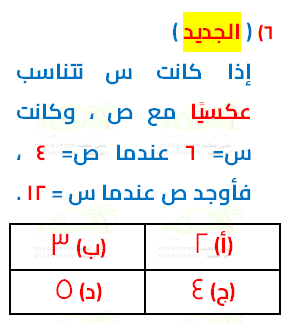 ٦) ( الجديد )
إذا كانت س تتناسب
عكسيًا مع ص ، وكانت
س= ٦ عندما ص= ٤ ،
فأوجد ص عندما س = ١٢ .
(أ) ٢ (ب) ٣
(ج) ٤ (د) ٥